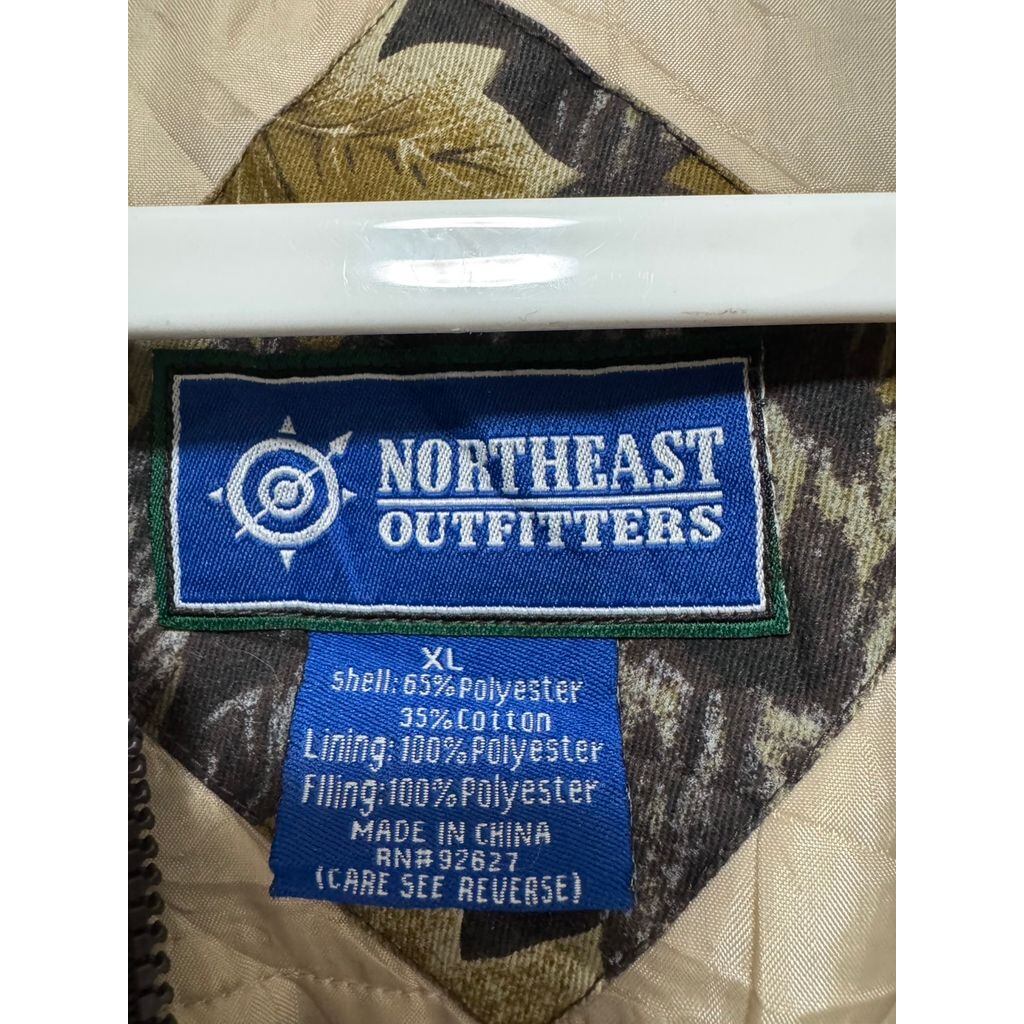 NORTHEAST
OUTFITTERS
XL
Shell:65%Polyester
35%Cotton
Lining:100%Polyester
Flling:100%Polyester
MADE IN CHINA
RN#92627
(CARE SEE REVERSE)